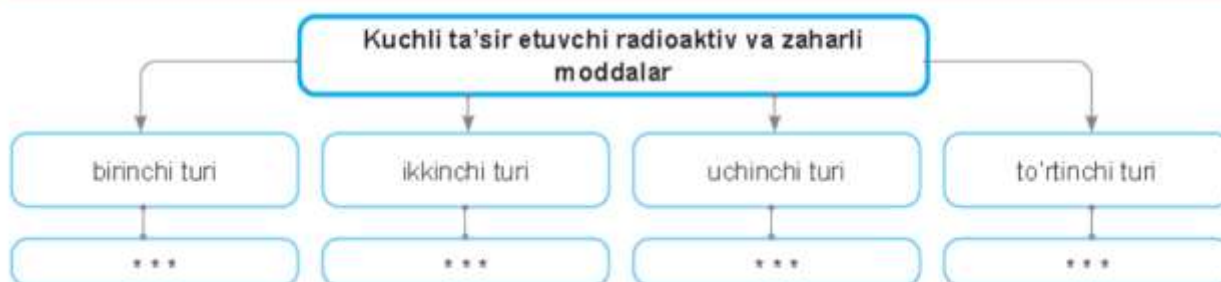 Kuchli ta'sir etuvchi radioaktiv va zaharli
moddalar
birinchi turi
ikkinchi turi
uchinchi turi
to'rtinchi turi
* * *
* * *
* * *
* * *